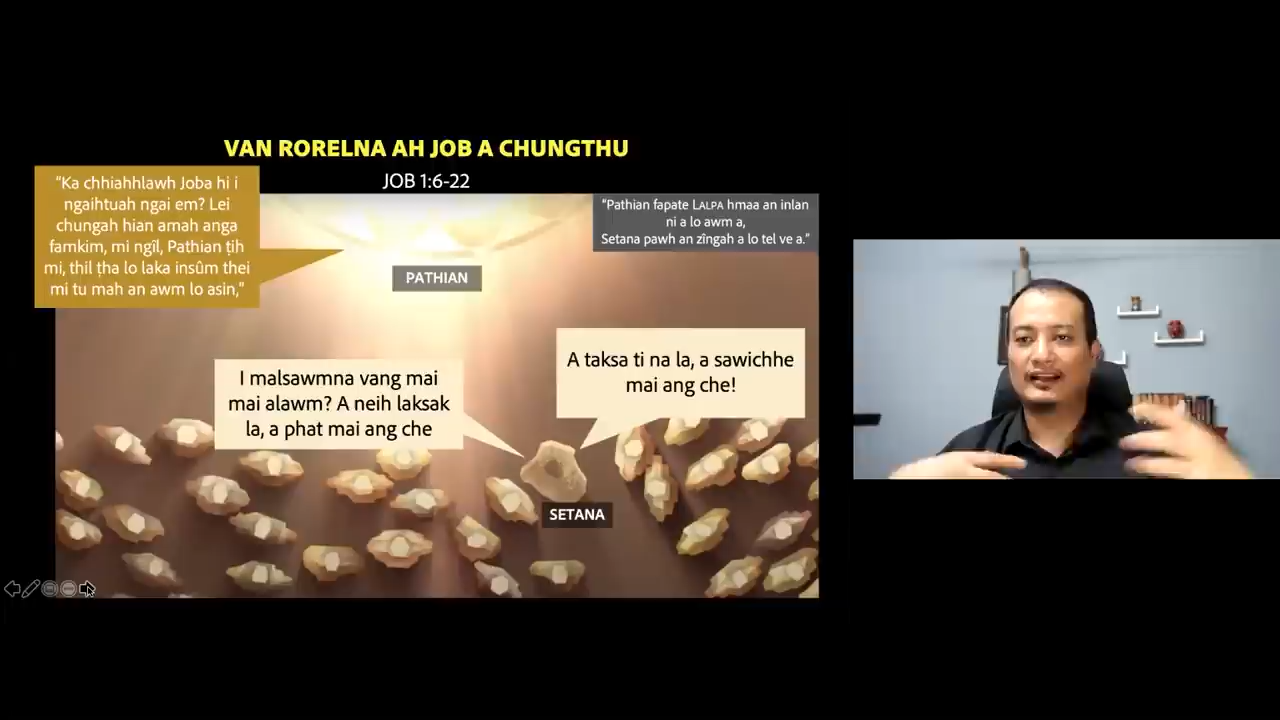 VAN RORELNA AH JOB A CHUNGTHU
JOB 1:6-22
“Ka chhiahhlawh Joba hi i
ngaihtuah ngai em? Lei
chungah hian amah anga
famkim, mi ngîl, Pathian ṭih
mi, thil ṭha lo laka insûm thei
mi tu mah an awm lo asin,”
“Pathian fapate LALPA hmaa an inlan
ni a lo awm a,
Setana pawh an zîngah a lo tel ve a.”
PATHIAN
A taksa ti na la, a sawichhe
mai ang che!
I malsawmna vang mai
mai alawm? A neih laksak
la, a phat mai ang che
SETANA